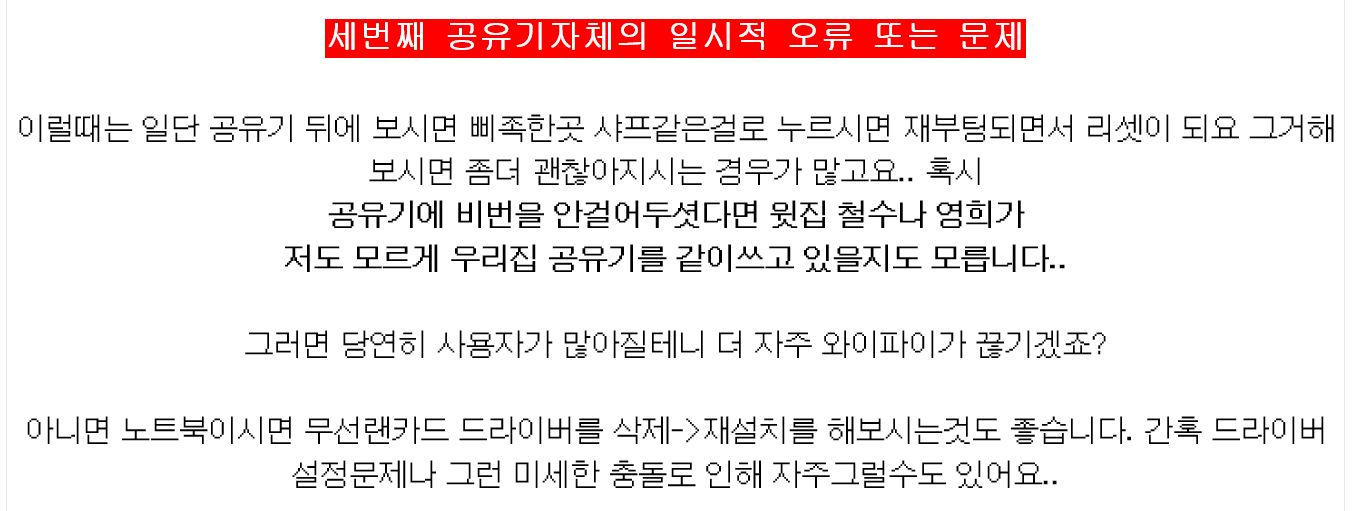 세번째 공유기자체의 일시적 오류 또는 문제
이럴때는 일단 공유기 뒤에 보시면 삐족한곳 샤프같은걸로 누르시면 재부팅되면서 리셋이 되요 그거해
보시면 좀더 괜찮아지시는 경우가 많고요.. 혹시
공유기에 비번을 안걸어두셧다면 윗집 철수나 영희가
저도 모르게 우리집 공유기를 같이쓰고 있을지도 모릅니다..
그러면 당연히 사용자가 많아질테니 더 자주 와이파이가 끊기겠죠?
아니면 노트북이시면 무선랜카드 드라이버를 삭제->재설치를 해보시는것도 좋습니다. 간혹 드라이버
설정문제나 그런 미세한 충돌로 인해 자주그럴수도 있어요..